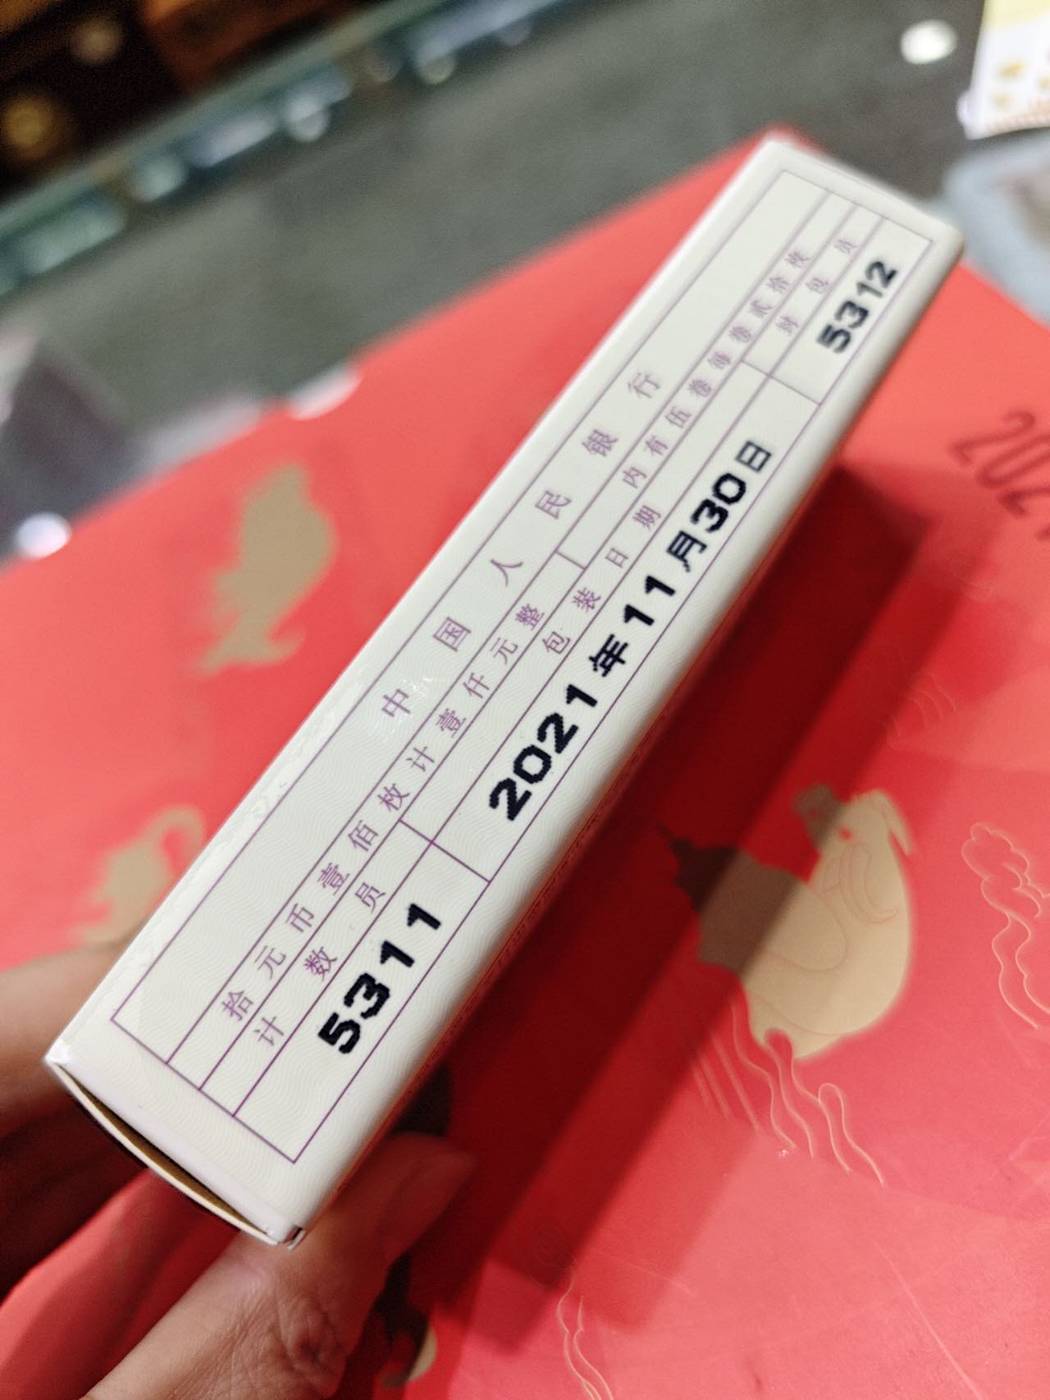 中国人民银行
拾元币壹佰枚计壹仟元整
内有伍卷每卷贰拾枚
计数员
包装日期
封包员
5311
2021年11月30日
5312
202